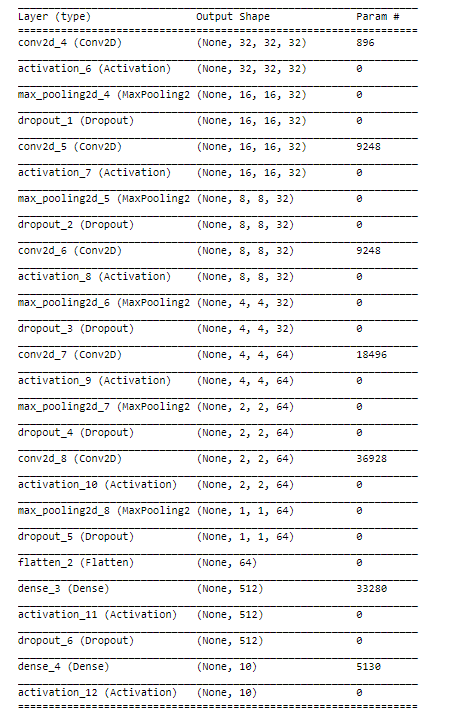 Layer (type) Output Shape Param #
conv2d_4 (Conv2D) (None, 32, 32, 32) 896
activation_6 (Activation) (None, 32, 32, 32) 0
max_pooling2d_4 (MaxPooling2 (None, 16, 16, 32) 0
dropout_1 (Dropout) (None, 16, 16, 32) 0
conv2d_5 (Conv2D) (None, 16, 16, 32) 9248
activation_7 (Activation) (None, 16, 16, 32) 0
max_pooling2d_5 (MaxPooling2 (None, 8, 8, 32) 0
dropout_2 (Dropout) (None, 8, 8, 32) 0
conv2d_6 (Conv2D) (None, 8, 8, 32) 9248
activation_8 (Activation) (None, 8, 8, 32) 0
max_pooling2d_6 (MaxPooling2 (None, 4, 4, 32) 0
dropout_3 (Dropout) (None, 4, 4, 32) 0
conv2d_7 (Conv2D) (None, 4, 4, 64) 18496
activation_9 (Activation) (None, 4, 4, 64) 0
max_pooling2d_7 (MaxPooling2 (None, 2, 2, 64) 0
dropout_4 (Dropout) (None, 2, 2, 64) 0
conv2d_8 (Conv2D) (None, 2, 2, 64) 36928
activation_10 (Activation) (None, 2, 2, 64) 0
max_pooling2d_8 (MaxPooling2 (None, 1, 1, 64) 0
dropout_5 (Dropout) (None, 1, 1, 64) 0
flatten_2 (Flatten) (None, 64) 0
dense_3 (Dense) (None, 512) 33280
activation_11 (Activation) (None, 512) 0
dropout_6 (Dropout) (None, 512) 0
dense_4 (Dense) (None, 10) 5130
activation_12 (Activation) (None, 10) 0